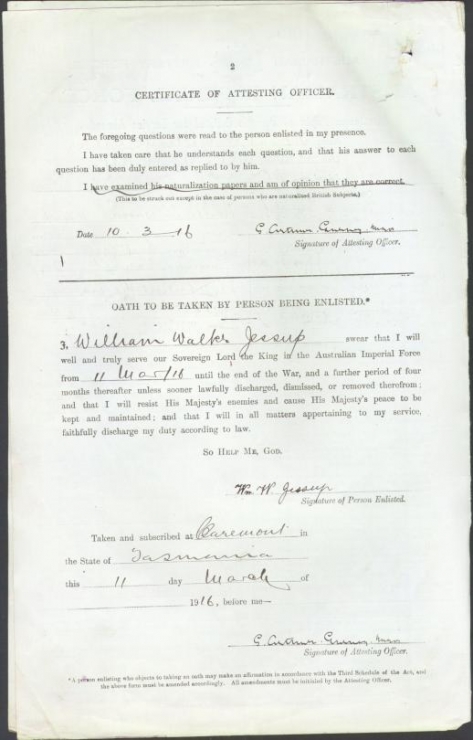 2
CERTIFICATE OF ATTESTING OFFICER.
The foregoing questions were read to the person enlisted in my presence.
I have taken care that he understands each question, and that his answer to each
question has been duly entered as replied to by him.
I have examined his naturalization papers and am of opinion that they are correct.
(This to be struck out except in the case of persons who are naturalized British Subjects.)
Date 10 3 16
Signature of Attesting Officer.
OATH TO BE TAKEN BY PERSON BEING ENLISTED.*
3. William Walker Jessup swear that I will
well and truly serve our Sovereign Lord the King in the Australian Imperial Force
from 11 Mar/16 until the end of the War, and a further period of four
months thereafter unless sooner lawfully discharged, dismissed, or removed therefrom;
and that I will resist His Majesty's enemies and cause His Majesty's peace to be
kept and maintained; and that I will in all matters appertaining to my service,
faithfully discharge my duty according to law.
SO HELP ME, GOD.
Wm W Jessup
Signature of Person Enlisted.
Taken and subscribed at Claremont in
the State of Tasmania
this 11 day March of
1916, before me—
Signature of Attesting Officer.
*A person enlisting who objects to taking an oath may make an affirmation in accordance with the Third Schedule of the Act, and
the above form must be amended accordingly. All amendments must be initialed by the Attesting Officer.